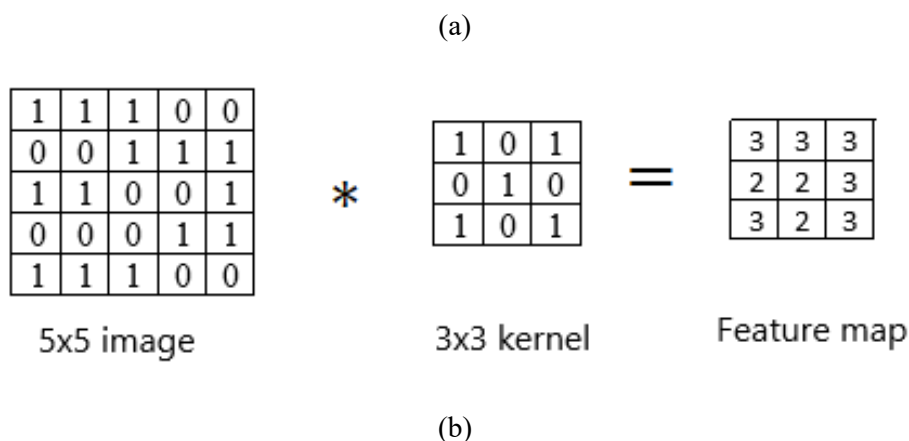 (a)
1 1 1 0 0
0 0 1 1 1
1 1 0 0 1
0 0 0 1 1
1 1 1 0 0
5x5 image
*
1 0 1
0 1 0
1 0 1
3x3 kernel
=
3 3 3
2 2 3
3 2 3
Feature map
(b)